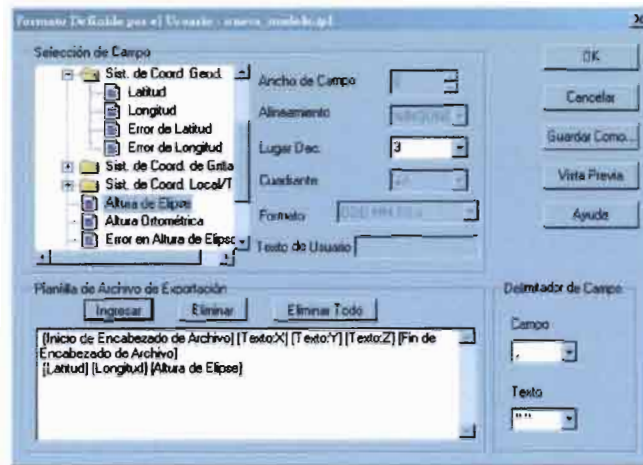 Formato Definible por el Usuario - nuevo_modelo.tpl
Selección de Campo
Sist. de Coord. Geod.
Latitud
Longitud
Error de Latitud
Error de Longitud
Sist. de Coord. de Grilla
Sist. de Coord. Local/T
Altura de Elipse
Altura Ortométrica
Error en Altura de Elipse
Ancho de Campo
Alineamiento
Lugar Dec. 3
Cuadrante
Formato
Texto de Usuario
OK
Cancelar
Guardar Como...
Vista Previa
Ayuda
Planilla de Archivo de Exportación
Ingresar Eliminar Eliminar Todo
[Inicio de Encabezado de Archivo] [Texto:X] [Texto:Y] [Texto:Z] [Fin de
Encabezado de Archivo]
[Latitud] [Longitud] [Altura de Elipse]
Delimitador de Campo
Campo
,
Texto
" "